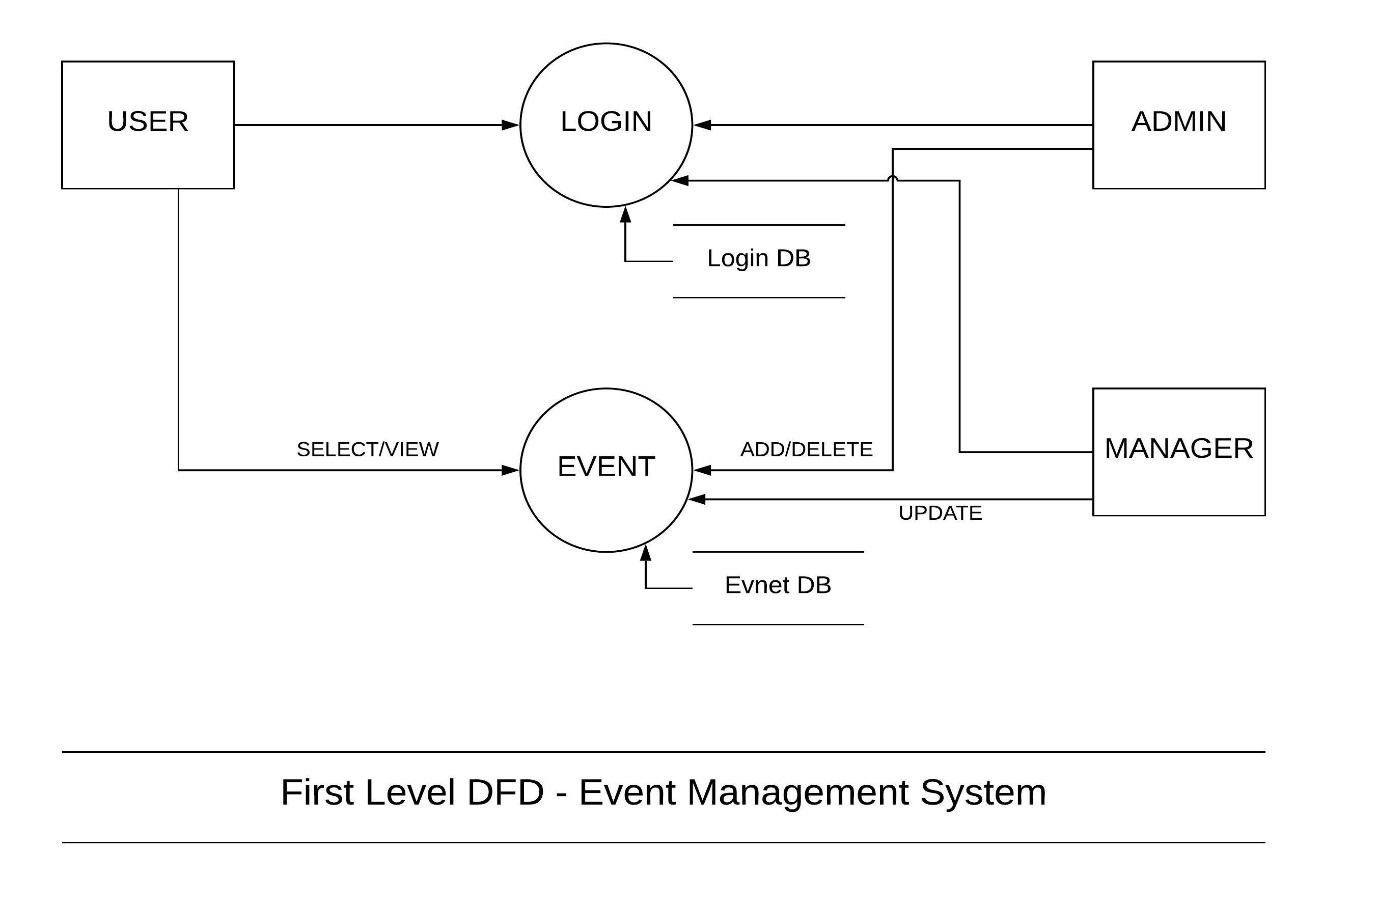 USER
LOGIN
ADMIN
Login DB
SELECT/VIEW
EVENT
ADD/DELETE
MANAGER
UPDATE
Evnet DB
First Level DFD - Event Management System